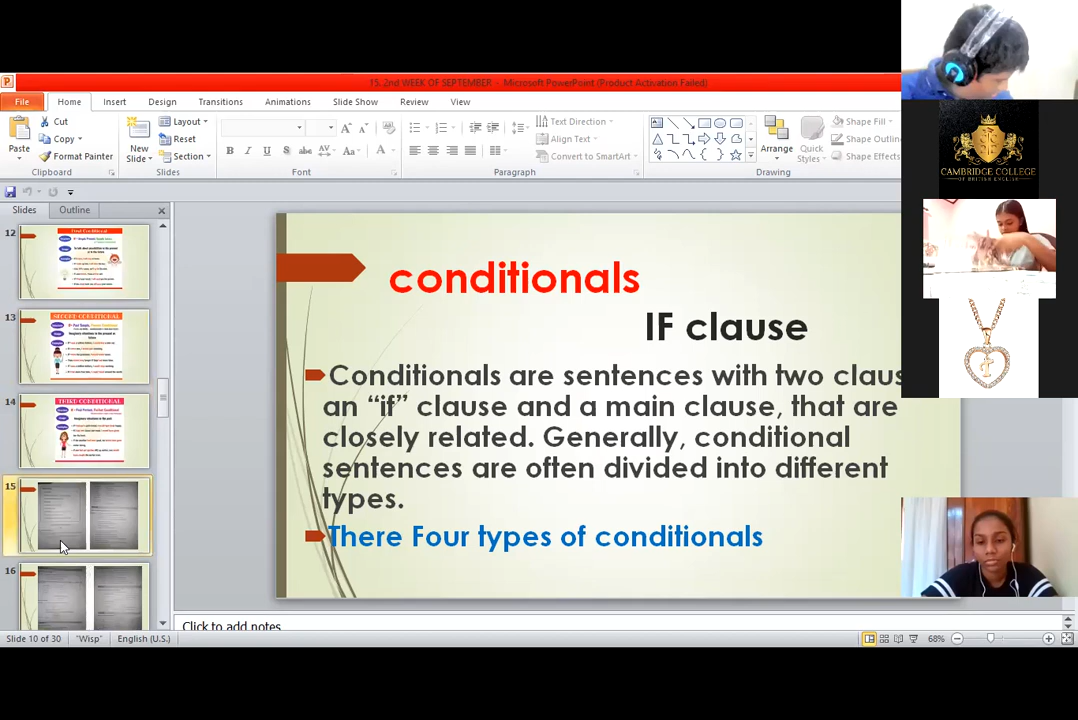 15. 2nd WEEK OF SEPTEMBER - Microsoft PowerPoint (Product Activation Failed)
File Home Insert Design Transitions Animations Slide Show Review View
Cut
Copy
Format Painter
Paste
Clipboard
New
Slide
Layout
Reset
Section
Slides
Font
Text Direction
Align Text
Convert to SmartArt
Paragraph
Arrange
Quick
Styles
Shape Fill
Shape Outlin
Shape Effects
Drawing
Slides Outline
12
13
SECOND CONDITIONAL
14
THIRD CONDITIONAL
15
16
conditionals
IF clause
Conditionals are sentences with two claus
an “if” clause and a main clause, that are
closely related. Generally, conditional
sentences are often divided into different
types.
There Four types of conditionals
Click to add notes
Slide 10 of 30 "Wisp" English (U.S.) 68%
CAMBRIDGE COLLEGE
OF BRITISH ENGLISH